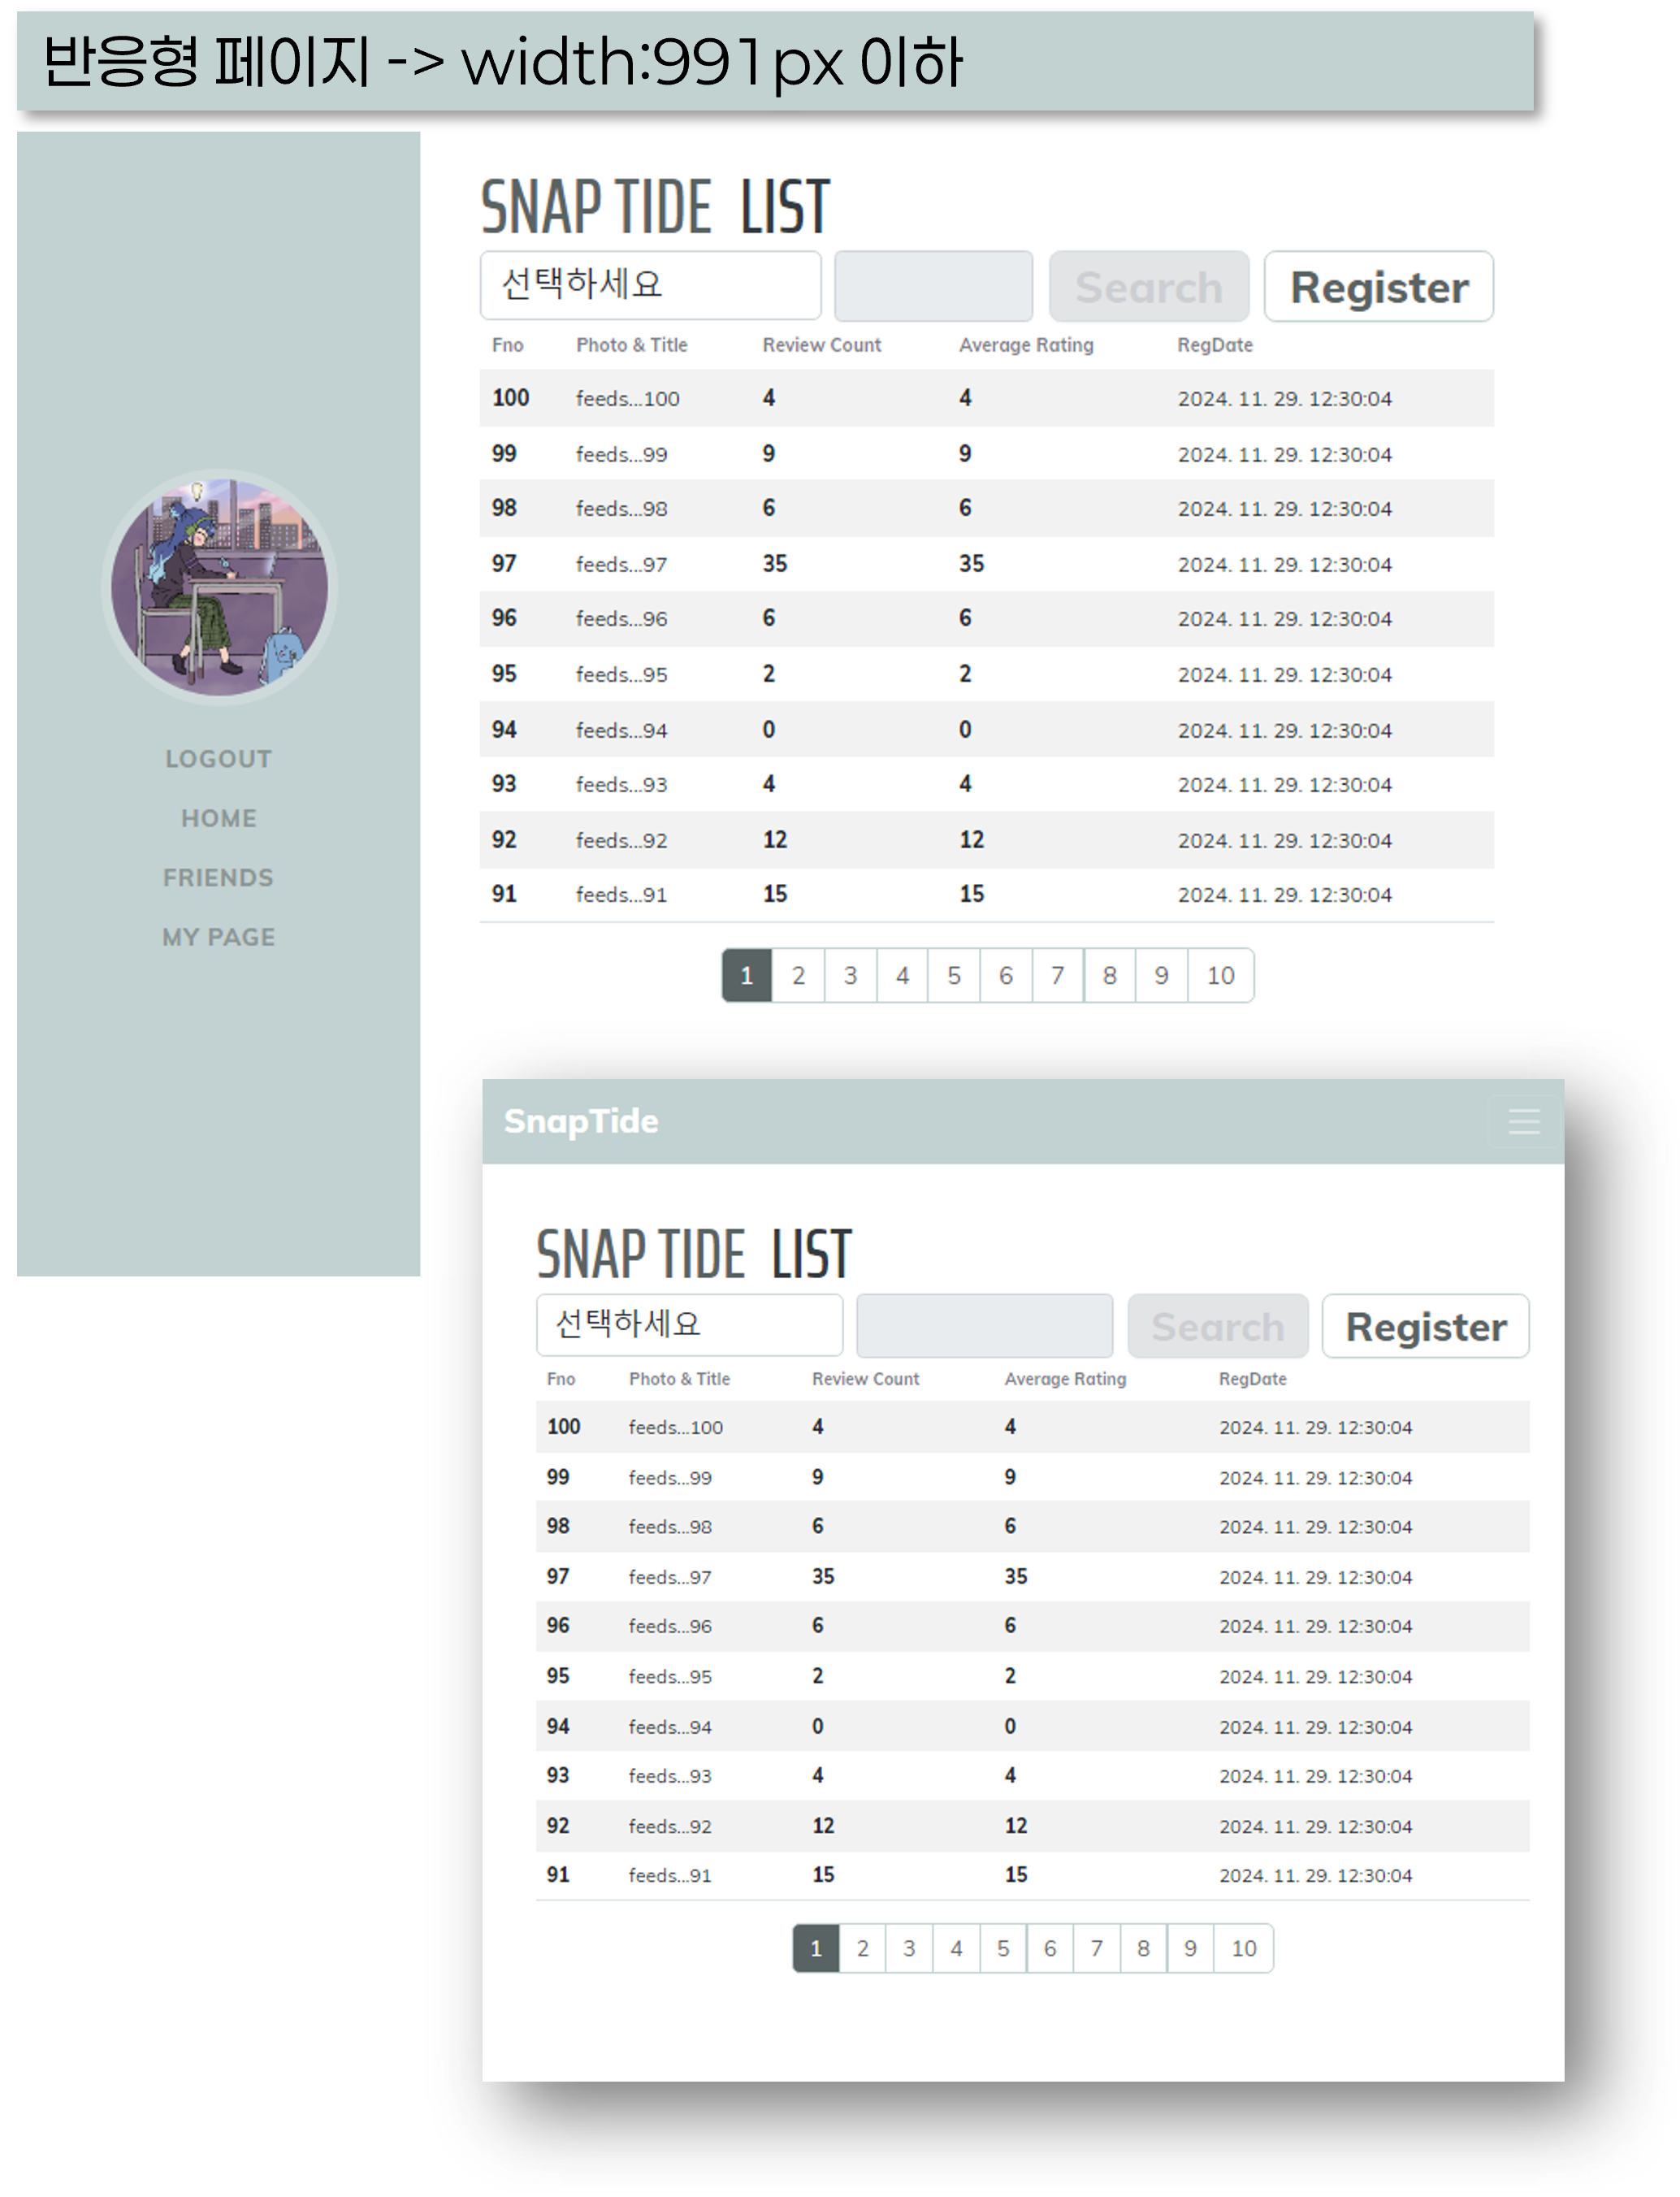 반응형 페이지 -> width:991px 이하
LOGOUT
HOME
FRIENDS
MY PAGE
SNAP TIDE LIST
선택하세요 Search Register
Fno Photo & Title Review Count Average Rating RegDate
100 feeds...100 4 4 2024. 11. 29. 12:30:04
99 feeds...99 9 9 2024. 11. 29. 12:30:04
98 feeds...98 6 6 2024. 11. 29. 12:30:04
97 feeds...97 35 35 2024. 11. 29. 12:30:04
96 feeds...96 6 6 2024. 11. 29. 12:30:04
95 feeds...95 2 2 2024. 11. 29. 12:30:04
94 feeds...94 0 0 2024. 11. 29. 12:30:04
93 feeds...93 4 4 2024. 11. 29. 12:30:04
92 feeds...92 12 12 2024. 11. 29. 12:30:04
91 feeds...91 15 15 2024. 11. 29. 12:30:04
1 2 3 4 5 6 7 8 9 10
SnapTide
SNAP TIDE LIST
선택하세요 Search Register
Fno Photo & Title Review Count Average Rating RegDate
100 feeds...100 4 4 2024. 11. 29. 12:30:04
99 feeds...99 9 9 2024. 11. 29. 12:30:04
98 feeds...98 6 6 2024. 11. 29. 12:30:04
97 feeds...97 35 35 2024. 11. 29. 12:30:04
96 feeds...96 6 6 2024. 11. 29. 12:30:04
95 feeds...95 2 2 2024. 11. 29. 12:30:04
94 feeds...94 0 0 2024. 11. 29. 12:30:04
93 feeds...93 4 4 2024. 11. 29. 12:30:04
92 feeds...92 12 12 2024. 11. 29. 12:30:04
91 feeds...91 15 15 2024. 11. 29. 12:30:04
1 2 3 4 5 6 7 8 9 10